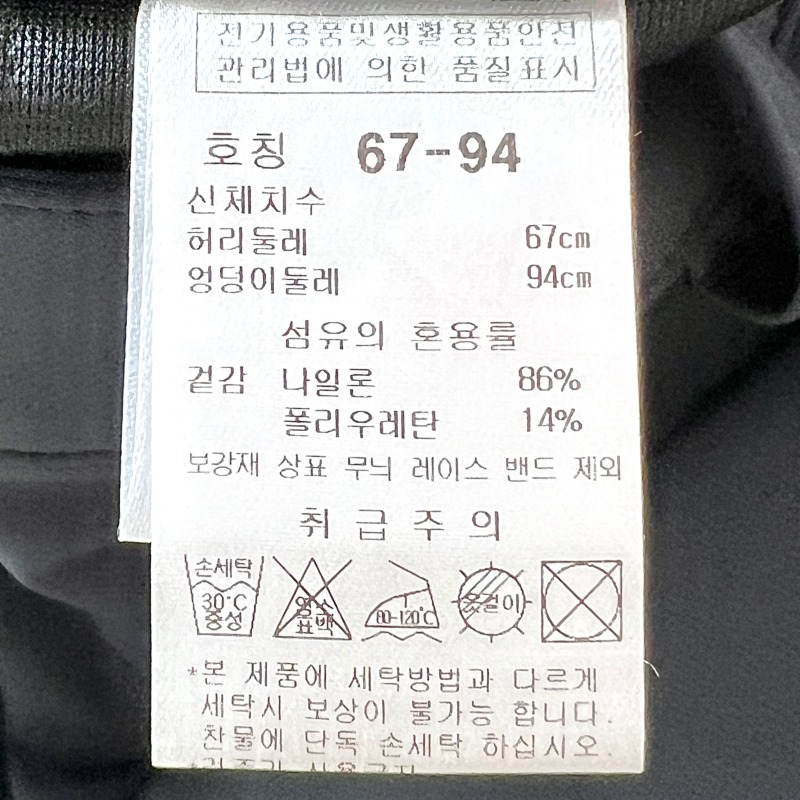 전기용품및생활용품안전
관리법에 의한 품질표시
호칭 67-94
신체치수
허리둘레 67cm
엉덩이둘레 94cm
섬유의 혼용률
겉감 나일론 86%
폴리우레탄 14%
보강재 상표 무늬 레이스 밴드 제외
취급주의
손세탁 30℃ 중성
염소 표백
80-120℃
옷걸이
*본 제품에 세탁방법과 다르게
세탁시 보상이 불가능 합니다.
찬물에 단독 손세탁 하십시오.